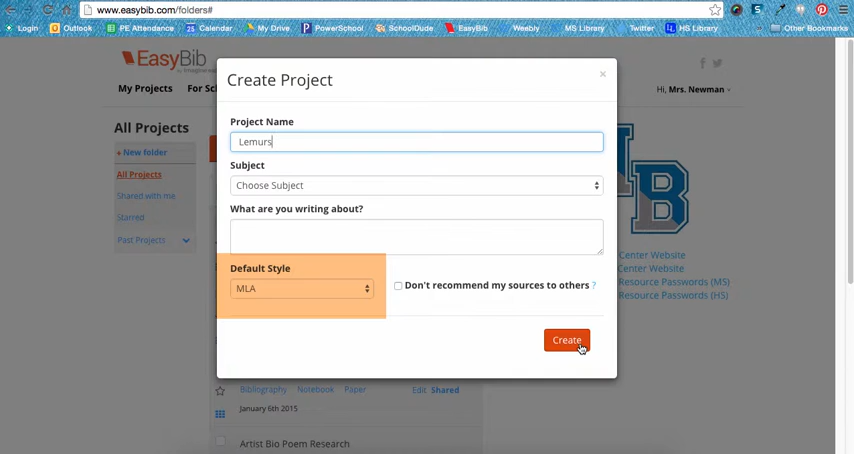 www.easybib.com/folders#
Login Outlook PE Attendance Calendar My Drive PowerSchool SchoolDude EasyBib Weebly MS Library Twitter HS Library Other Bookmarks
EasyBib
Create Project ×
My Projects For Sc
Hi, Mrs. Newman
Project Name
Lemurs
All Projects
+ New folder
All Projects
Shared with me
Starred
Past Projects
Subject
Choose Subject
What are you writing about?
Default Style
MLA
Don't recommend my sources to others ?
Create
B
Center Website
Center Website
Resource Passwords (MS)
Resource Passwords (HS)
Bibliography Notebook Paper Edit Shared
January 6th 2015
Artist Bio Poem Research